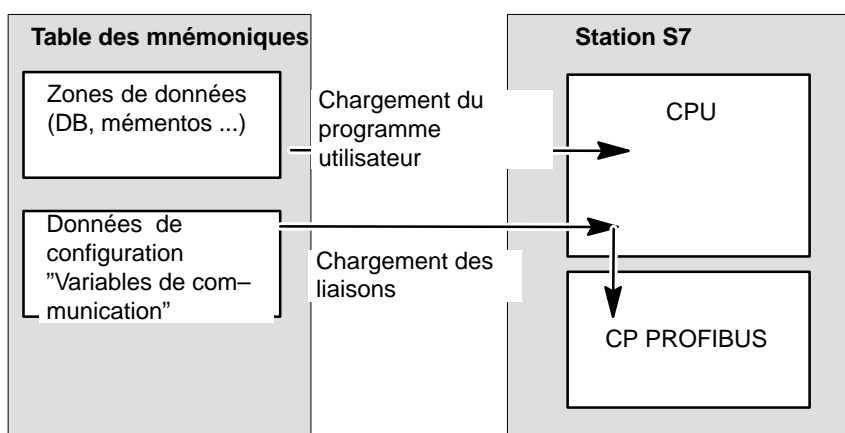 Table des mnémoniques
Zones de données
(DB, mémentos ...)
Données de
configuration
”Variables de com–
munication”
Chargement du
programme
utilisateur
Chargement des
liaisons
Station S7
CPU
CP PROFIBUS